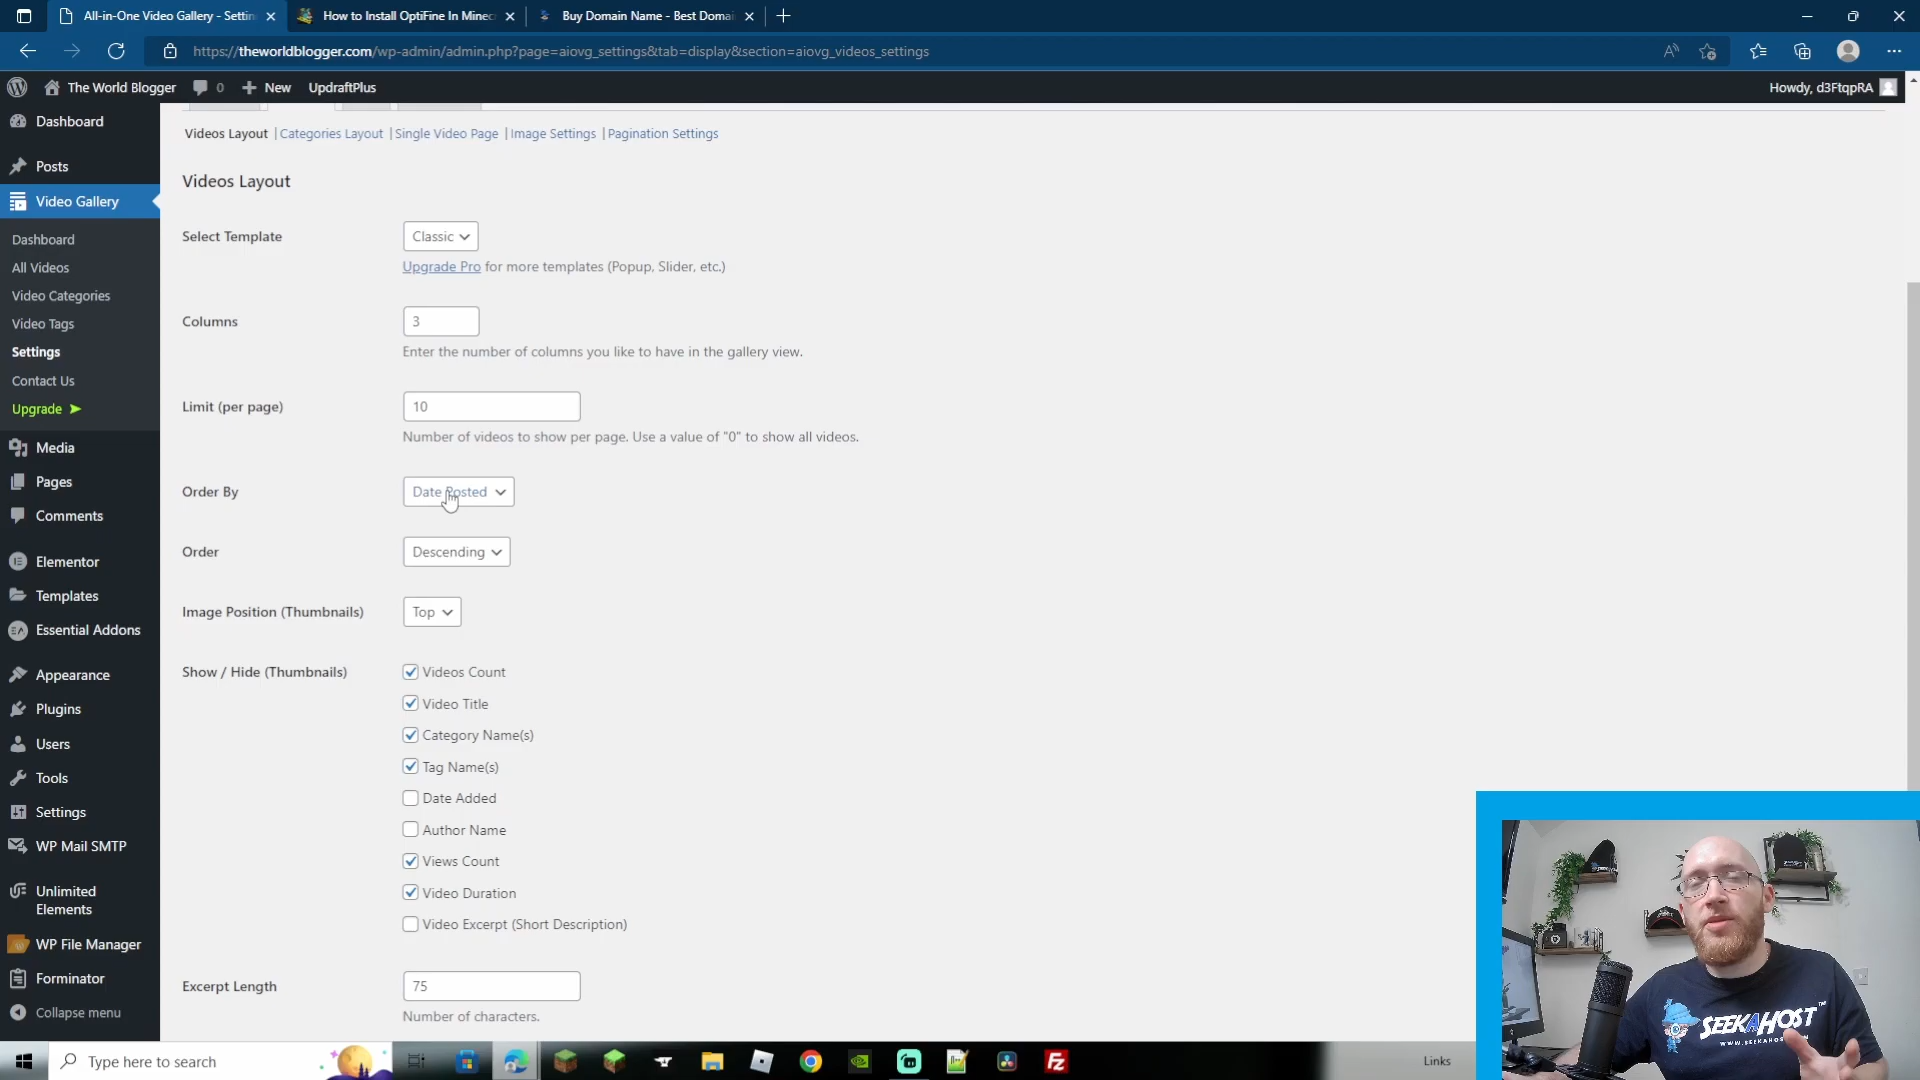 All-in-One Video Gallery - Settin
How to Install OptiFine In Minec
Buy Domain Name - Best Domai
https://theworldblogger.com/wp-admin/admin.php?page=aiovg_settings&tab=display&section=aiovg_videos_settings
The World Blogger
0
New
UpdraftPlus
Howdy, d3FtqpRA
Dashboard
Posts
Video Gallery
Dashboard
All Videos
Video Categories
Video Tags
Settings
Contact Us
Upgrade ➤
Media
Pages
Comments
Elementor
Templates
Essential Addons
Appearance
Plugins
Users
Tools
Settings
WP Mail SMTP
Unlimited
Elements
WP File Manager
Forminator
Collapse menu
Videos Layout | Categories Layout | Single Video Page | Image Settings | Pagination Settings
Videos Layout
Select Template
Classic
Upgrade Pro for more templates (Popup, Slider, etc.)
Columns
3
Enter the number of columns you like to have in the gallery view.
Limit (per page)
10
Number of videos to show per page. Use a value of "0" to show all videos.
Order By
Date Posted
Order
Descending
Image Position (Thumbnails)
Top
Show / Hide (Thumbnails)
Videos Count
Video Title
Category Name(s)
Tag Name(s)
Date Added
Author Name
Views Count
Video Duration
Video Excerpt (Short Description)
Excerpt Length
75
Number of characters.
SEEKAHOST™
Type here to search
Links